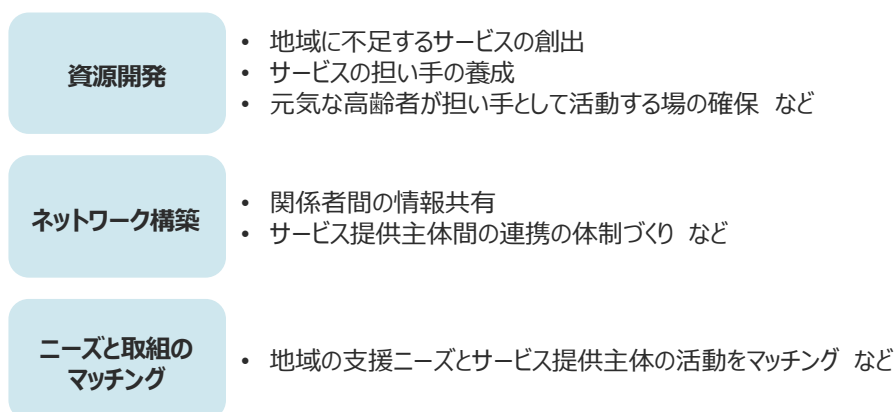 資源開発
• 地域に不足するサービスの創出
• サービスの担い手の養成
• 元気な高齢者が担い手として活動する場の確保 など
ネットワーク構築
• 関係者間の情報共有
• サービス提供主体間の連携の体制づくり など
ニーズと取組の
マッチング
• 地域の支援ニーズとサービス提供主体の活動をマッチング など